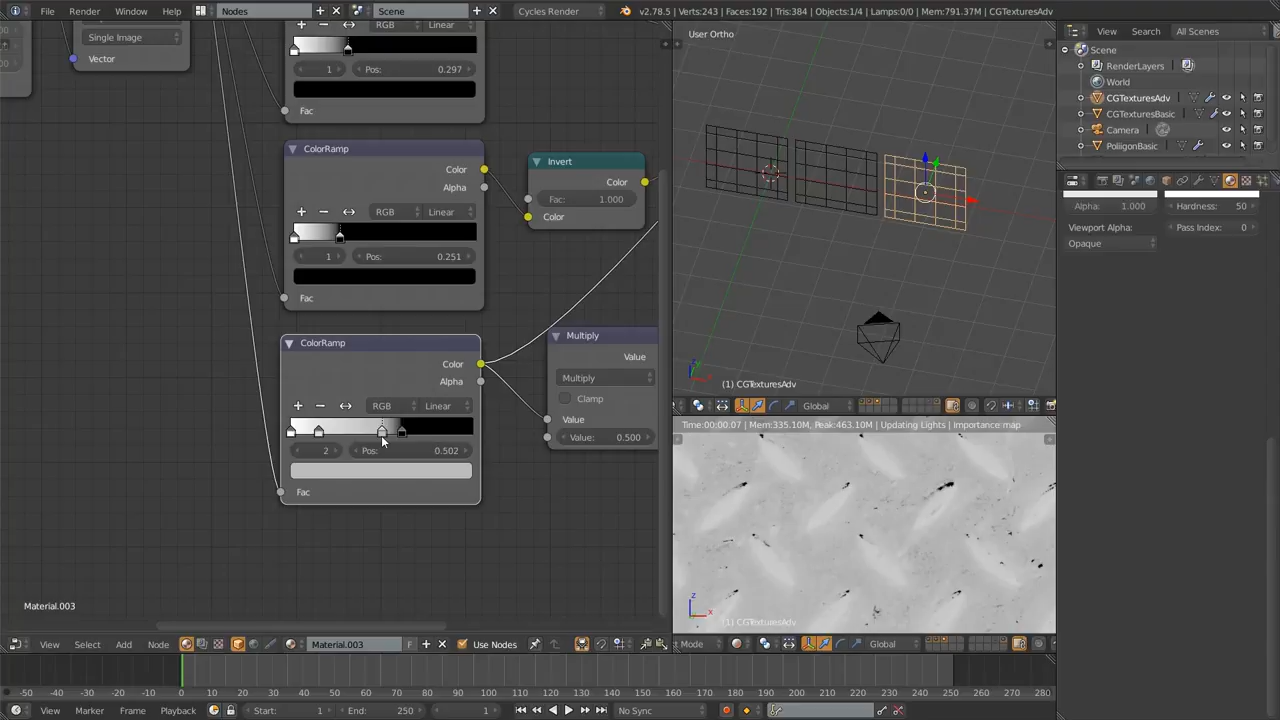 File Render Window Help Nodes Scene Cycles Render v2.78.5 | Verts:243 | Faces:192 | Tris:384 | Objects:1/4 | Lamps:0/0 | Mem:791.37M | CGTexturesAdv
Single Image
Vector
RGB Linear
1 Pos: 0.297
Fac
ColorRamp
Color
Alpha
RGB Linear
1 Pos: 0.251
Fac
Invert
Color
Fac: 1.000
Color
ColorRamp
Color
Alpha
RGB Linear
2 Pos: 0.502
Fac
Multiply
Value
Multiply
Clamp
Value
Value: 0.500
Material.003
View Select Add Node Material.003 F Use Nodes
User Ortho
(1) CGTexturesAdv
Global
Time:00:00.07 | Mem:335.10M, Peak:463.10M | Updating Lights | Importance map
(1) CGTexturesAdv
Mode Global
View Search All Scenes
Scene
RenderLayers
World
CGTexturesAdv
CGTexturesBasic
Camera
PoliigonBasic
Alpha: 1.000 Hardness: 50
Viewport Alpha: Pass Index: 0
Opaque
-50 -40 -30 -20 -10 0 10 20 30 40 50 60 70 80 90 100 110 120 130 140 150 160 170 180 190 200 210 220 230 240 250 260 270 280
View Marker Frame Playback Start: 1 End: 250 1 No Sync